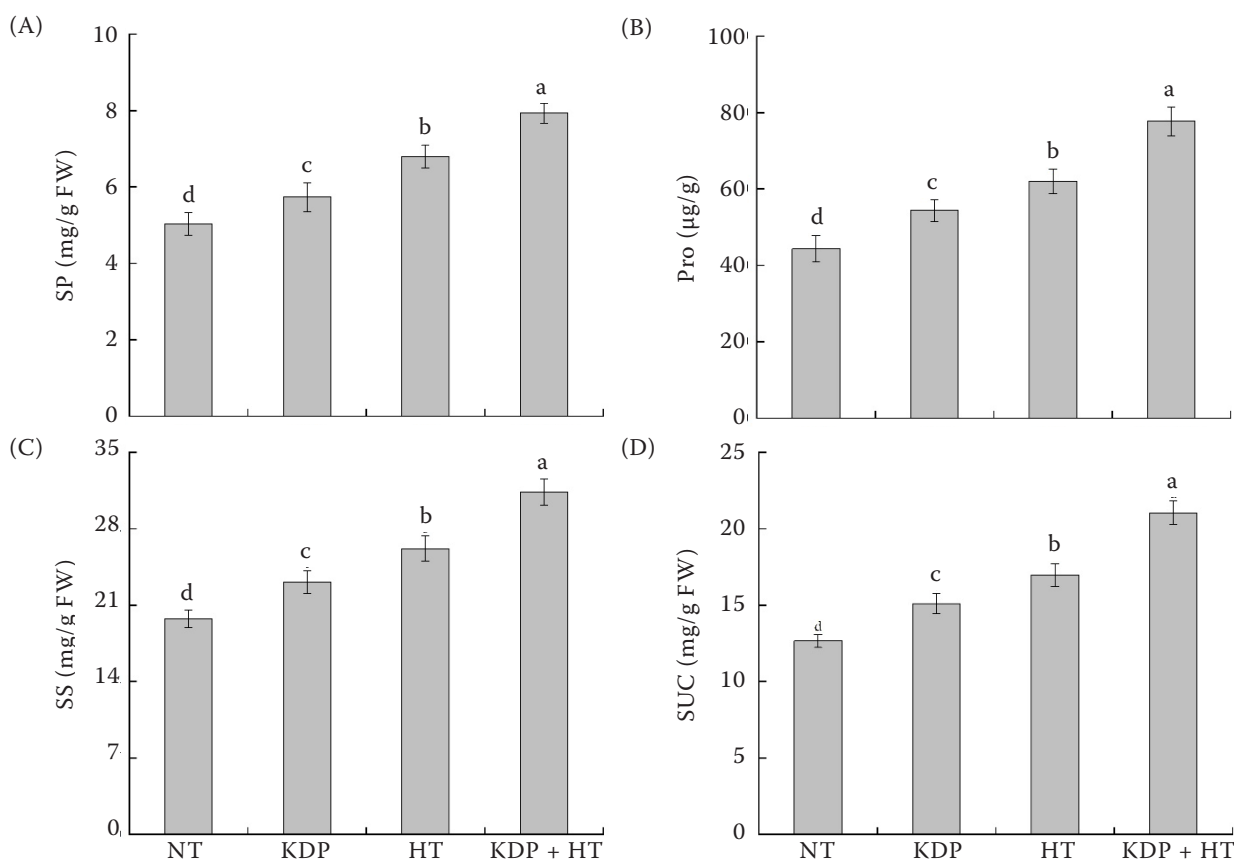 (A)
10
8
6
4
2
0
SP (mg/g FW)
d
c
b
a
(B)
100
80
60
40
20
0
Pro (µg/g)
d
c
b
a
(C)
35
28
21
14
7
0
SS (mg/g FW)
d
c
b
a
NT KDP HT KDP + HT
(D)
25
20
15
10
5
0
SUC (mg/g FW)
d
c
b
a
NT KDP HT KDP + HT